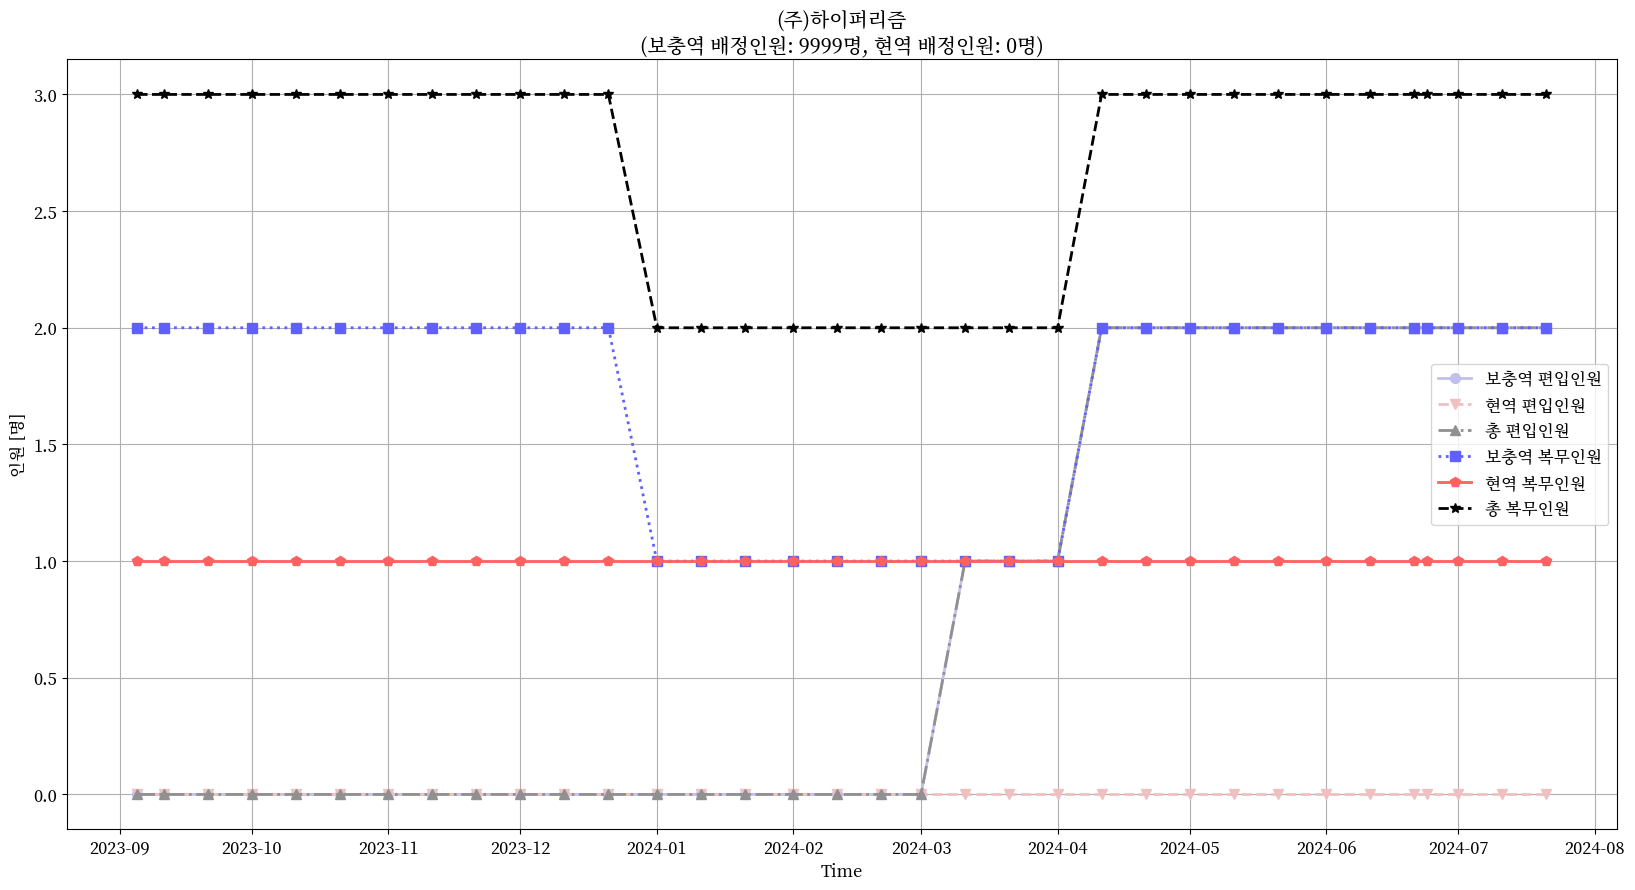 (주)하이퍼리즘
(보충역 배정인원: 9999명, 현역 배정인원: 0명)
3.0
2.5
2.0
1.5
1.0
0.5
0.0
인원 [명]
보충역 편입인원
현역 편입인원
총 편입인원
보충역 복무인원
현역 복무인원
총 복무인원
2023-09 2023-10 2023-11 2023-12 2024-01 2024-02 2024-03 2024-04 2024-05 2024-06 2024-07 2024-08
Time